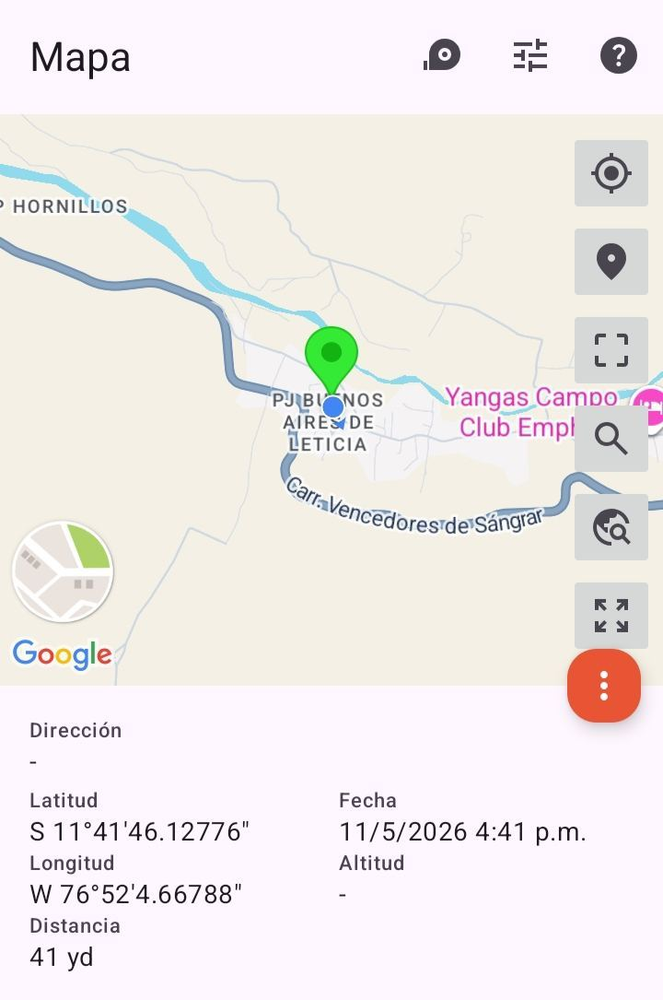 Mapa
P HORNILLOS
PJ BUENOS
AIRES DE
LETICIA
Yangas Campo
Club Emph
Carr. Vencedores de Sángrar
Google
Dirección
-
Latitud
S 11°41'46.12776"
Longitud
W 76°52'4.66788"
Distancia
41 yd
Fecha
11/5/2026 4:41 p.m.
Altitud
-